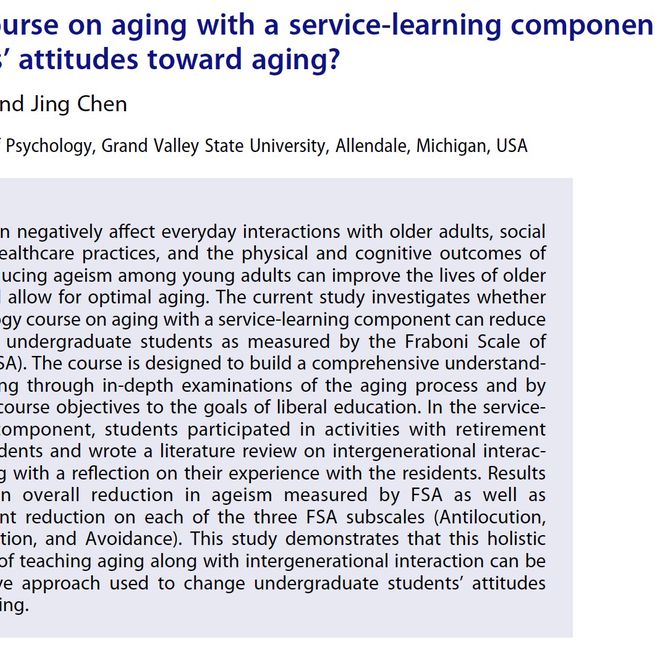 ourse on aging with a service-learning componen
s’ attitudes toward aging?
nd Jing Chen
f Psychology, Grand Valley State University, Allendale, Michigan, USA
n negatively affect everyday interactions with older adults, social
ealthcare practices, and the physical and cognitive outcomes of
ducing ageism among young adults can improve the lives of older
l allow for optimal aging. The current study investigates whether
ogy course on aging with a service-learning component can reduce
undergraduate students as measured by the Fraboni Scale of
SA). The course is designed to build a comprehensive understand-
ng through in-depth examinations of the aging process and by
course objectives to the goals of liberal education. In the service-
component, students participated in activities with retirement
dents and wrote a literature review on intergenerational interac-
g with a reflection on their experience with the residents. Results
n overall reduction in ageism measured by FSA as well as
nt reduction on each of the three FSA subscales (Antilocution,
tion, and Avoidance). This study demonstrates that this holistic
of teaching aging along with intergenerational interaction can be
ve approach used to change undergraduate students’ attitudes
ing.